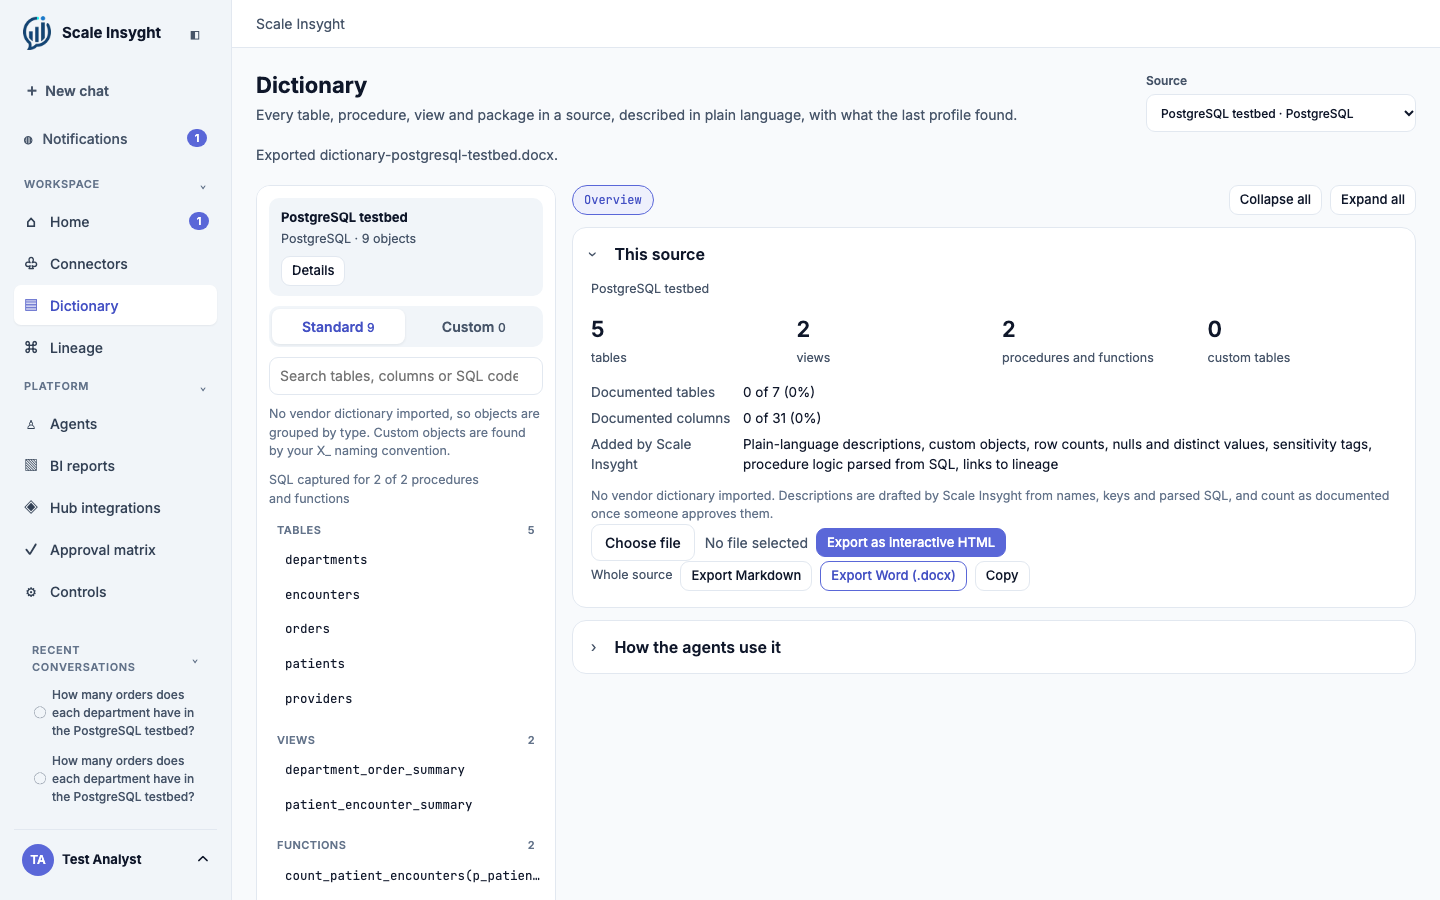 Scale Insyght
+ New chat
Notifications 1
WORKSPACE
Home 1
Connectors
Dictionary
Lineage
PLATFORM
Agents
BI reports
Hub integrations
Approval matrix
Controls
RECENT
CONVERSATIONS
How many orders does
each department have in
the PostgreSQL testbed?
How many orders does
each department have in
the PostgreSQL testbed?
TA Test Analyst
Scale Insyght
Dictionary
Every table, procedure, view and package in a source, described in plain language, with what the last profile found.
Source
PostgreSQL testbed · PostgreSQL
Exported dictionary-postgresql-testbed.docx.
PostgreSQL testbed
PostgreSQL · 9 objects
Details
Standard 9 Custom 0
Search tables, columns or SQL code
No vendor dictionary imported, so objects are
grouped by type. Custom objects are found
by your X_ naming convention.
SQL captured for 2 of 2 procedures
and functions
TABLES 5
departments
encounters
orders
patients
providers
VIEWS 2
department_order_summary
patient_encounter_summary
FUNCTIONS 2
count_patient_encounters(p_patien…
Overview
Collapse all Expand all
This source
PostgreSQL testbed
5 2 2 0
tables views procedures and functions custom tables
Documented tables 0 of 7 (0%)
Documented columns 0 of 31 (0%)
Added by Scale Plain-language descriptions, custom objects, row counts, nulls and distinct values, sensitivity tags,
Insyght procedure logic parsed from SQL, links to lineage
No vendor dictionary imported. Descriptions are drafted by Scale Insyght from names, keys and parsed SQL, and count as documented
once someone approves them.
Choose file No file selected Export as interactive HTML
Whole source Export Markdown Export Word (.docx) Copy
How the agents use it